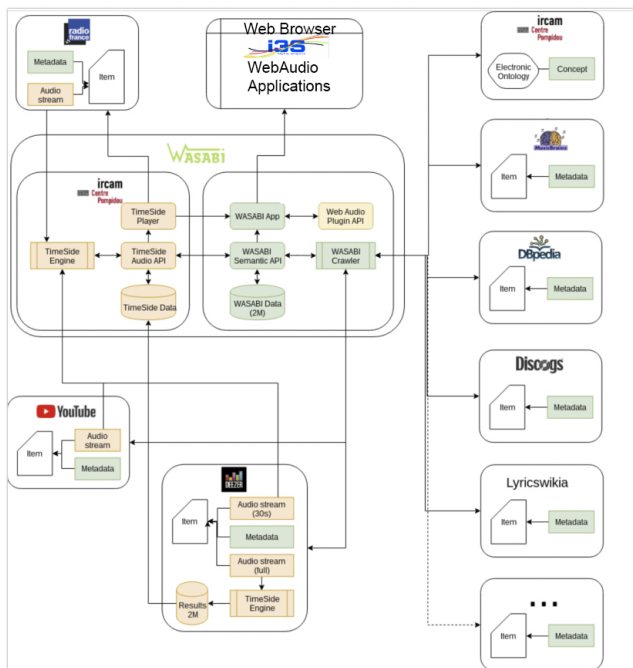 radio
france
Metadata
Audio
stream
Item
Web Browser
i3S
WebAudio
Applications
ircam
Centre
Pompidou
Electronic
Ontology
Concept
WASABI
ircam
Centre
Pompidou
TimeSide
Player
TimeSide
Engine
TimeSide
Audio API
TimeSide Data
WASABI App
Web Audio
Plugin API
WASABI
Semantic API
WASABI
Crawler
WASABI Data
(2M)
MusicBrainz
Item
Metadata
DBpedia
Item
Metadata
Discogs
Item
Metadata
YouTube
Item
Audio
stream
Metadata
DEEZER
Item
Audio stream
(30s)
Metadata
Audio stream
(full)
Results
2M
TimeSide
Engine
Lyricswikia
Item
Metadata
...
Item
Metadata